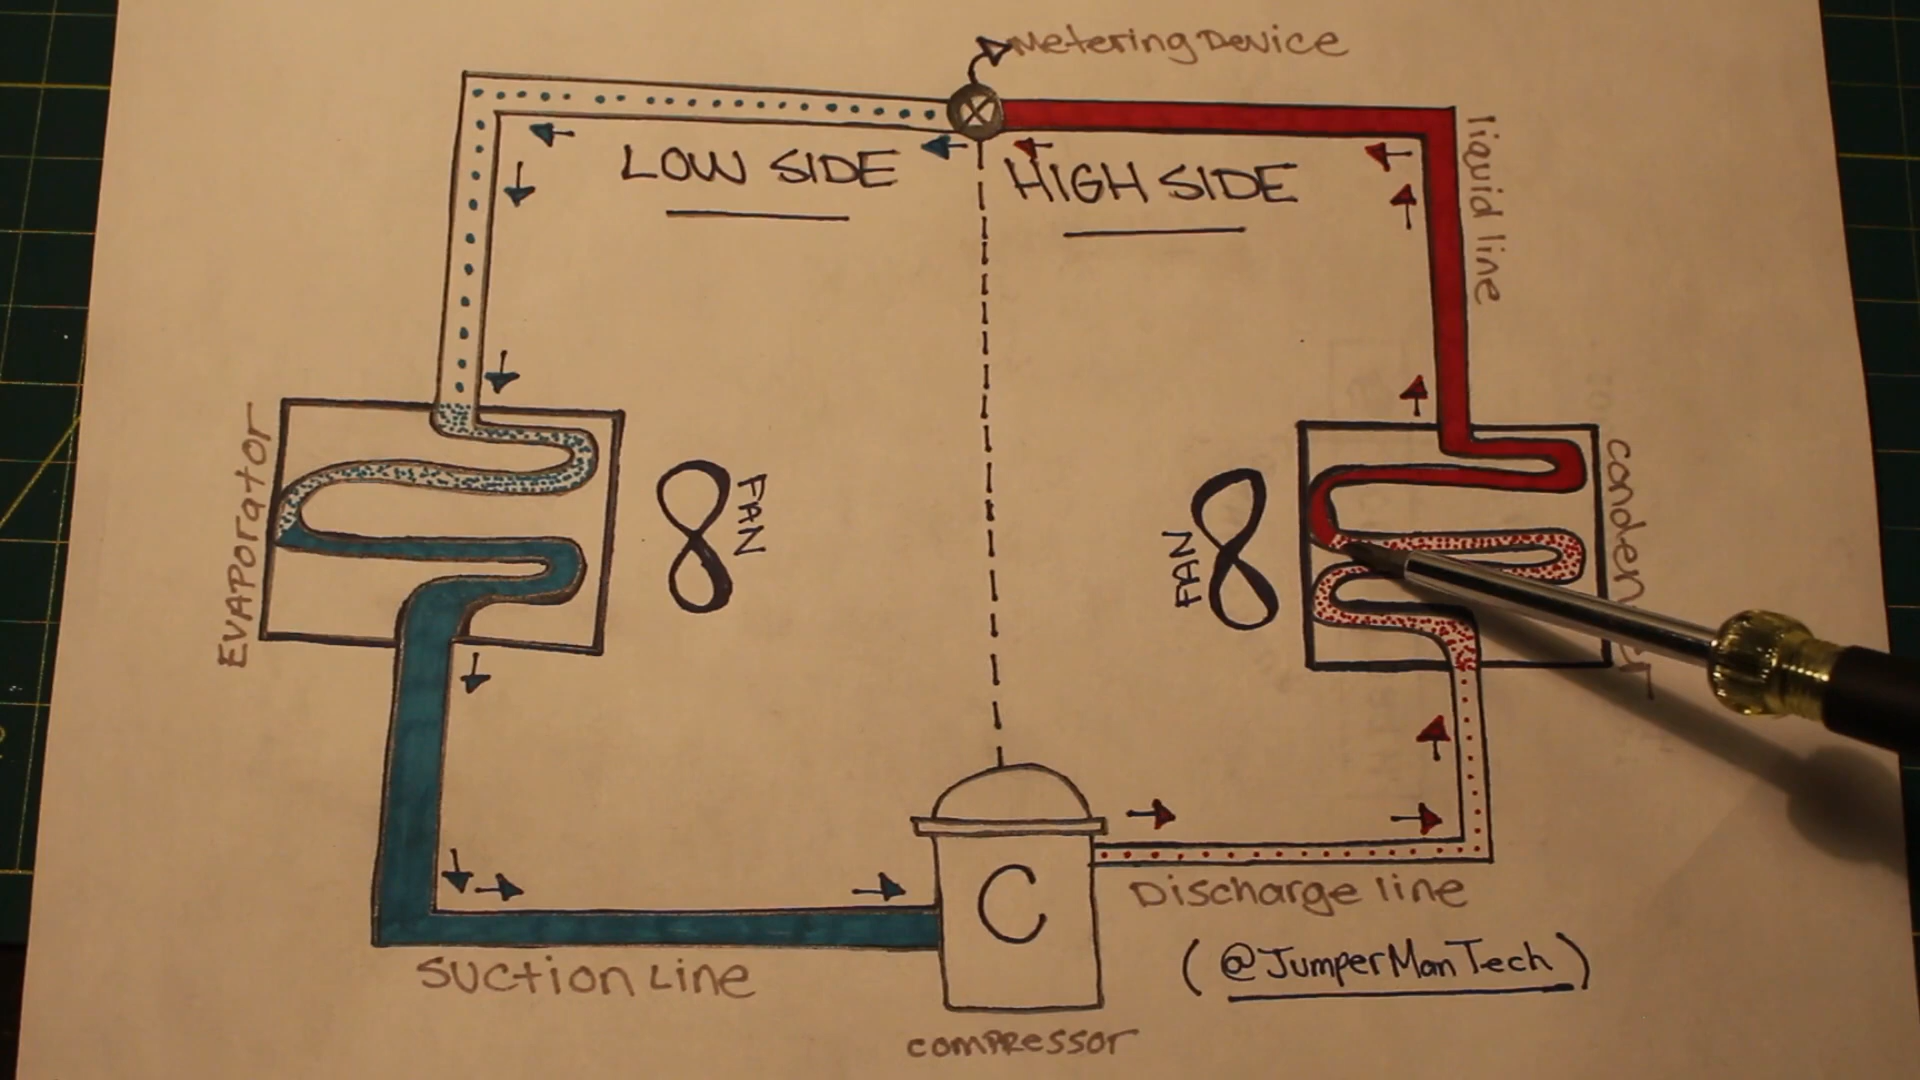 Metering Device
LOW SIDE
HIGH SIDE
liquid line
Evaporator
FAN
FAN
C
Discharge line
(@JumperManTech)
Suction Line
compressor